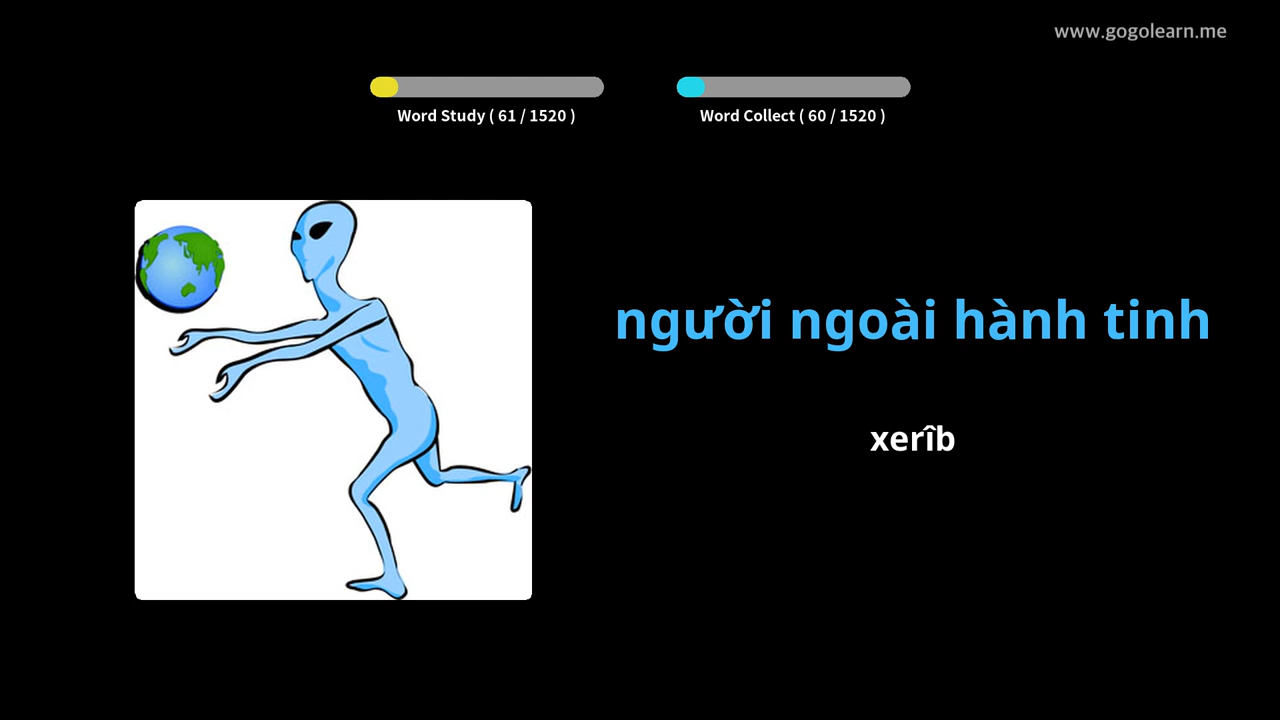 www.gogolearn.me
Word Study ( 61 / 1520 )
Word Collect ( 60 / 1520 )
người ngoài hành tinh
xerîb